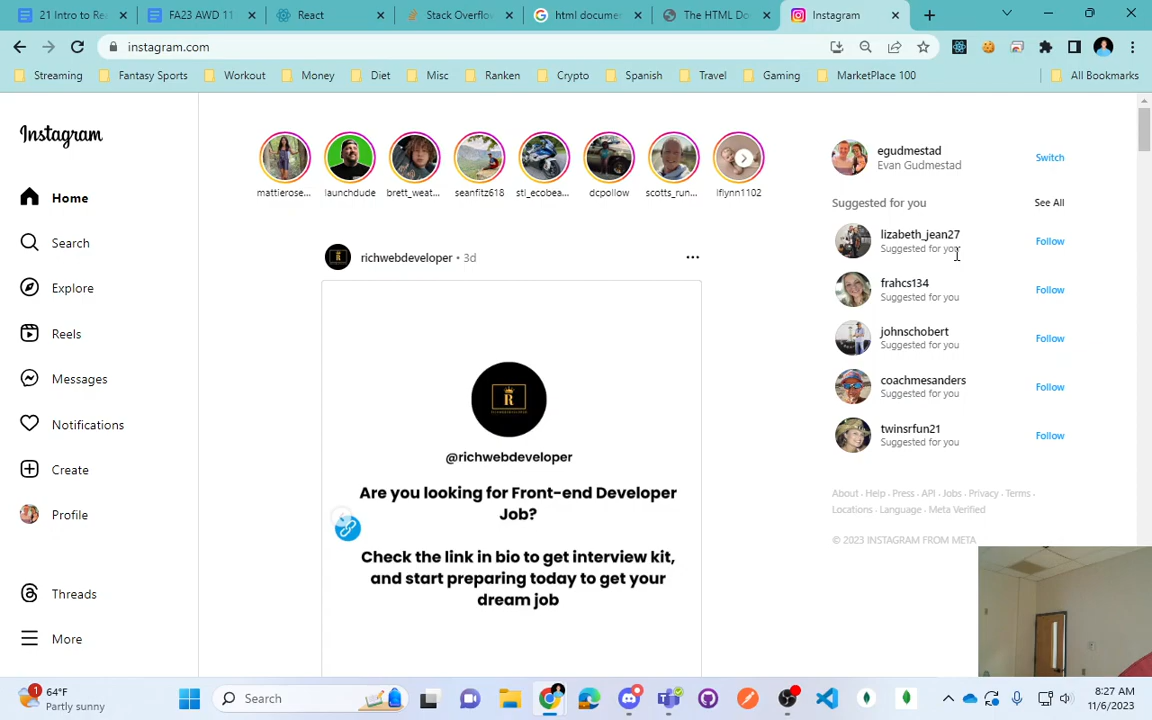 21 Intro to Re
FA23 AWD 11
React
Stack Overflo
html docume
The HTML Do
Instagram
instagram.com
Streaming
Fantasy Sports
Workout
Money
Diet
Misc
Ranken
Crypto
Spanish
Travel
Gaming
MarketPlace 100
All Bookmarks
Instagram
Home
Search
Explore
Reels
Messages
Notifications
Create
Profile
Threads
More
mattierose...
launchdude
brett_weat...
seanfitz618
stl_ecobea...
dcpollow
scotts_run...
lflynn1102
richwebdeveloper • 3d
R
@richwebdeveloper
Are you looking for Front-end Developer
Job?
Check the link in bio to get interview kit,
and start preparing today to get your
dream job
egudmestad
Evan Gudmestad
Switch
Suggested for you
See All
lizabeth_jean27
Suggested for you
Follow
frahcs134
Suggested for you
Follow
johnschobert
Suggested for you
Follow
coachmesanders
Suggested for you
Follow
twinsrfun21
Suggested for you
Follow
About · Help · Press · API · Jobs · Privacy · Terms ·
Locations · Language · Meta Verified
© 2023 INSTAGRAM FROM META
1
64°F
Partly sunny
Search
8:27 AM
11/6/2023